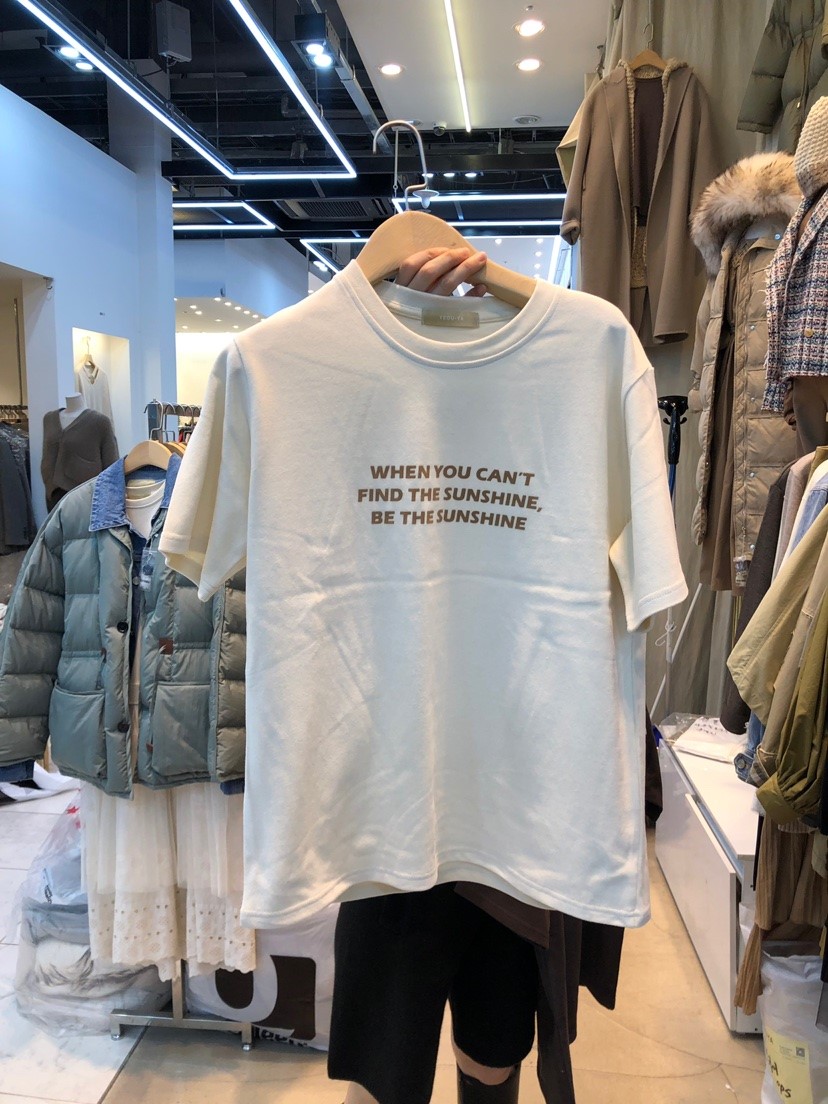 WHEN YOU CAN'T
FIND THE SUNSHINE,
BE THE SUNSHINE